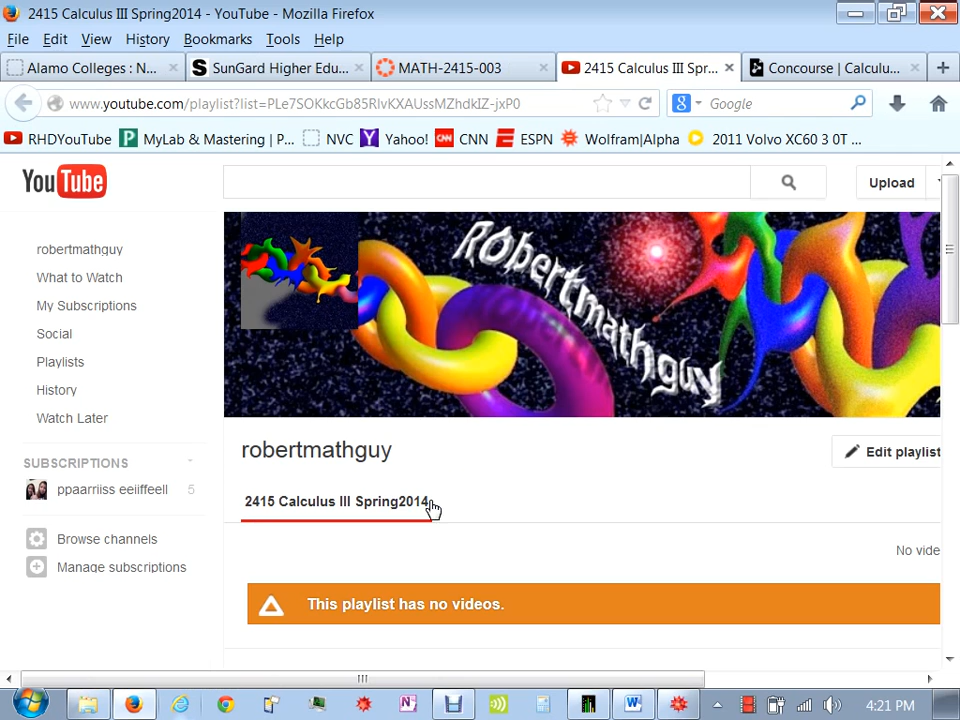 2415 Calculus III Spring2014 - YouTube - Mozilla Firefox
File Edit View History Bookmarks Tools Help
Alamo Colleges : N... SunGard Higher Edu... MATH-2415-003 2415 Calculus III Spr... Concourse | Calculu...
www.youtube.com/playlist?list=PLe7SOKkcGb85RlvKXAUssMZhdkIZ-jxP0 Google
RHDYouTube MyLab & Mastering | P... NVC Yahoo! CNN ESPN Wolfram|Alpha 2011 Volvo XC60 3 0T ...
YouTube Upload
robertmathguy
What to Watch
My Subscriptions
Social
Playlists
History
Watch Later
SUBSCRIPTIONS
ppaarriiss eeiiffeell 5
Browse channels
Manage subscriptions
Robertmathguy
robertmathguy Edit playlist
2415 Calculus III Spring2014
No vide
This playlist has no videos.
4:21 PM